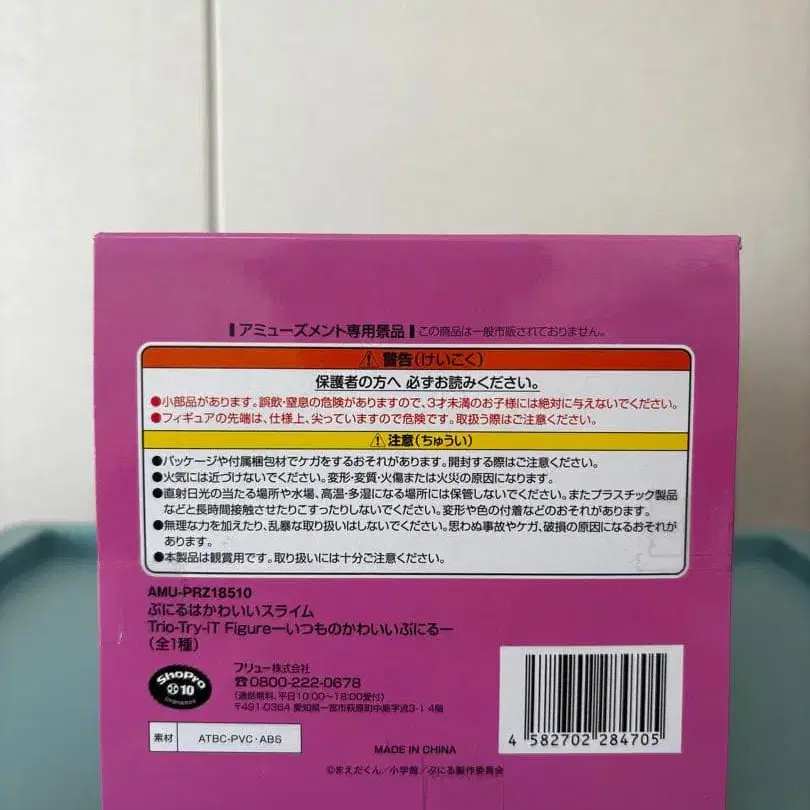 アミューズメント専用景品 この商品は一般市販されておりません。
⚠警告(けいこく)
保護者の方へ 必ずお読みください。
●小部品があります。誤飲・窒息の危険がありますので、3才未満のお子様には絶対に与えないでください。
●フィギュアの先端は、仕様上、尖っていますので危険です。取扱う際はご注意ください。
⚠注意(ちゅうい)
●パッケージや付属梱包材でケガをするおそれがあります。開封する際はご注意ください。
●火気には近づけないでください。変形・変質・火傷または火災の原因になります。
●直射日光の当たる場所や水場、高温・多湿になる場所には保管しないでください。またプラスチック製品
などと長時間接触させたりこすったりしないでください。変形や色の付着などのおそれがあります。
●無理な力を加えたり、乱暴な取り扱いはしないでください。思わぬ事故やケガ、破損の原因になるおそれが
あります。
●本製品は観賞用です。取り扱いには十分ご注意ください。
AMU-PRZ18510
ぷにるはかわいいスライム
Trio-Try-iT Figureーいつものかわいいぷにるー
(全1種)
ShoPro
10
フリュー株式会社
☎0800-222-0678
(通話無料、平日10:00〜18:00受付)
〒491-0364 愛知県一宮市萩原町中島字流3-1 4階
素材 ATBC-PVC・ABS
MADE IN CHINA
4 582702 284705
©まえだくん/小学館/ぷにる製作委員会